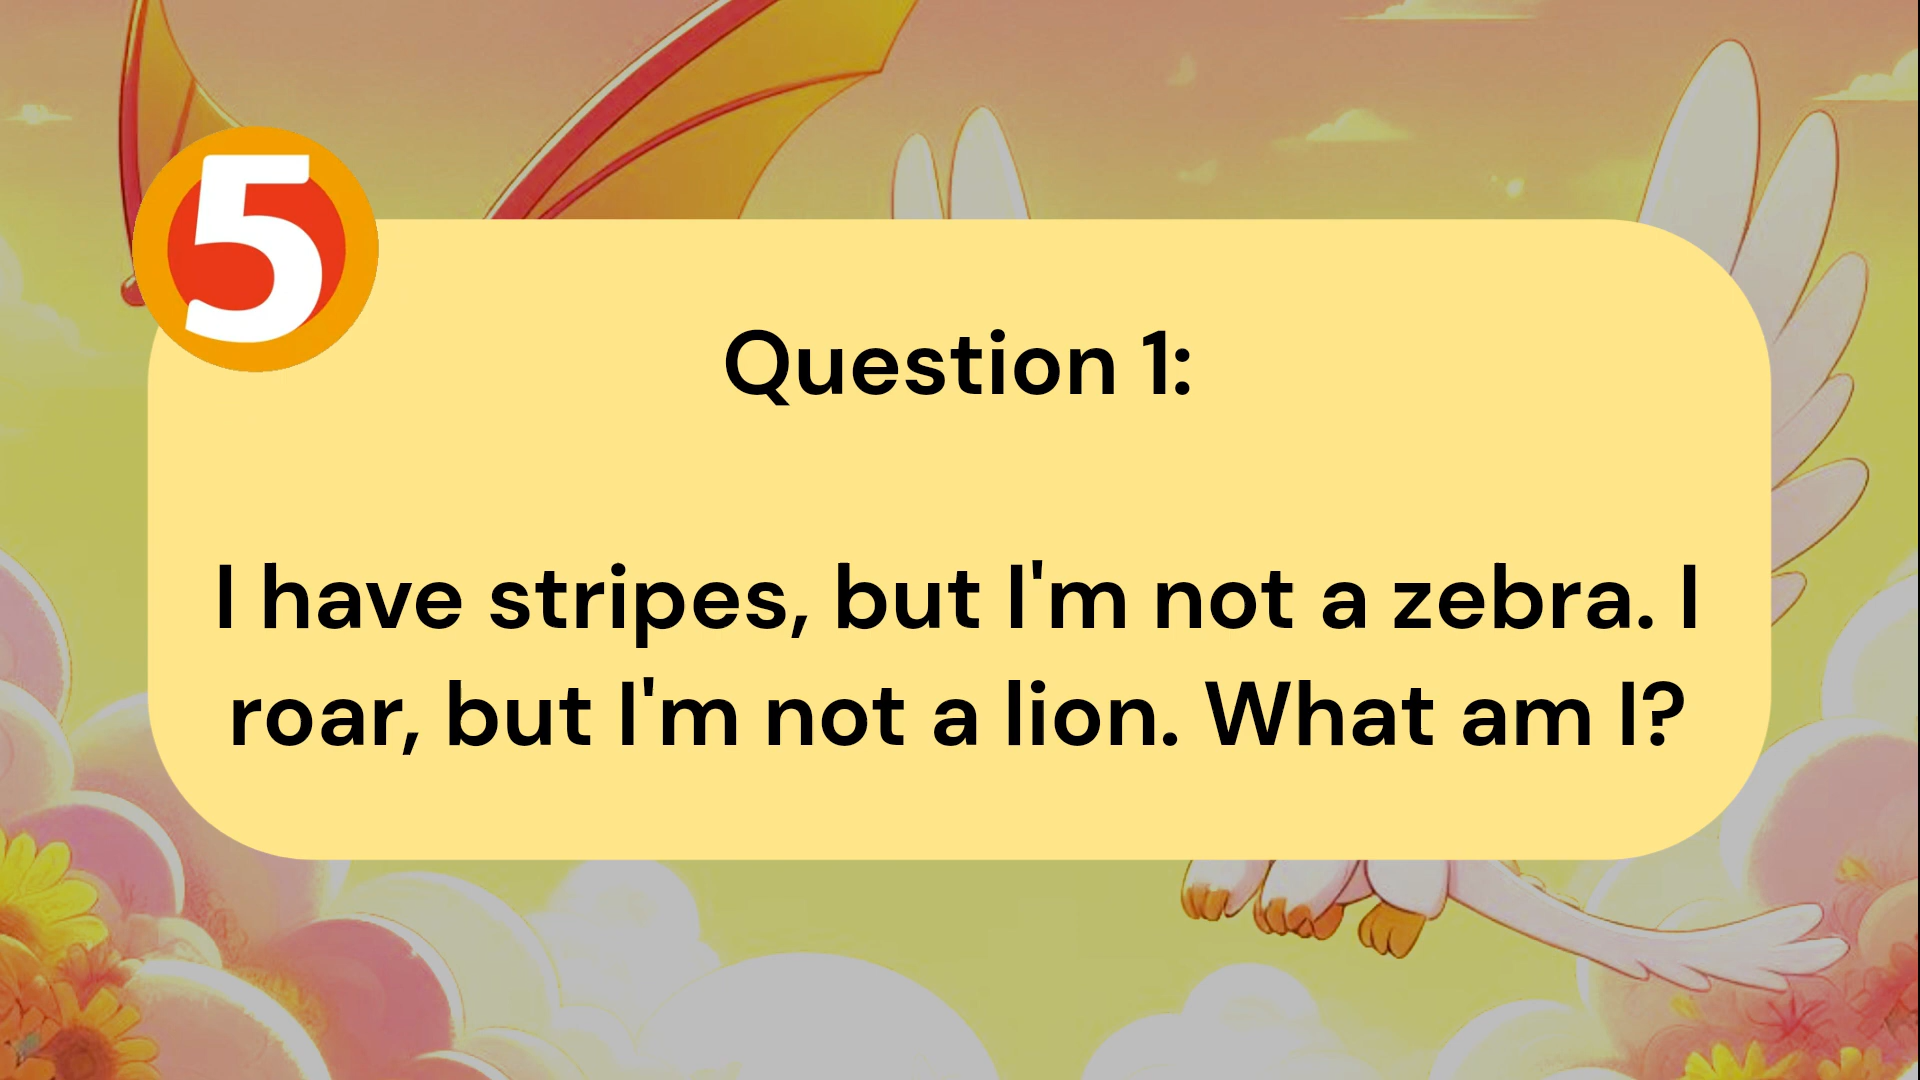 5
Question 1:
I have stripes, but I'm not a zebra. I
roar, but I'm not a lion. What am I?